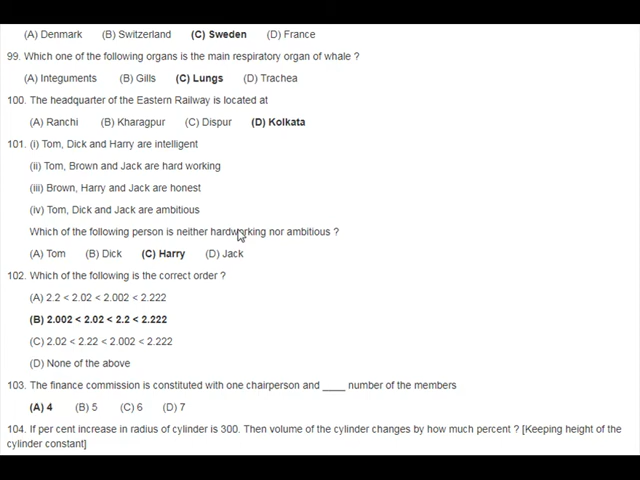 (A) Denmark (B) Switzerland (C) Sweden (D) France
99. Which one of the following organs is the main respiratory organ of whale ?
(A) Integuments (B) Gills (C) Lungs (D) Trachea
100. The headquarter of the Eastern Railway is located at
(A) Ranchi (B) Kharagpur (C) Dispur (D) Kolkata
101. (i) Tom, Dick and Harry are intelligent
(ii) Tom, Brown and Jack are hard working
(iii) Brown, Harry and Jack are honest
(iv) Tom, Dick and Jack are ambitious
Which of the following person is neither hardworking nor ambitious ?
(A) Tom (B) Dick (C) Harry (D) Jack
102. Which of the following is the correct order ?
(A) 2.2 < 2.02 < 2.002 < 2.222
(B) 2.002 < 2.02 < 2.2 < 2.222
(C) 2.02 < 2.22 < 2.002 < 2.222
(D) None of the above
103. The finance commission is constituted with one chairperson and ____ number of the members
(A) 4 (B) 5 (C) 6 (D) 7
104. If per cent increase in radius of cylinder is 300. Then volume of the cylinder changes by how much percent ? [Keeping height of the
cylinder constant]